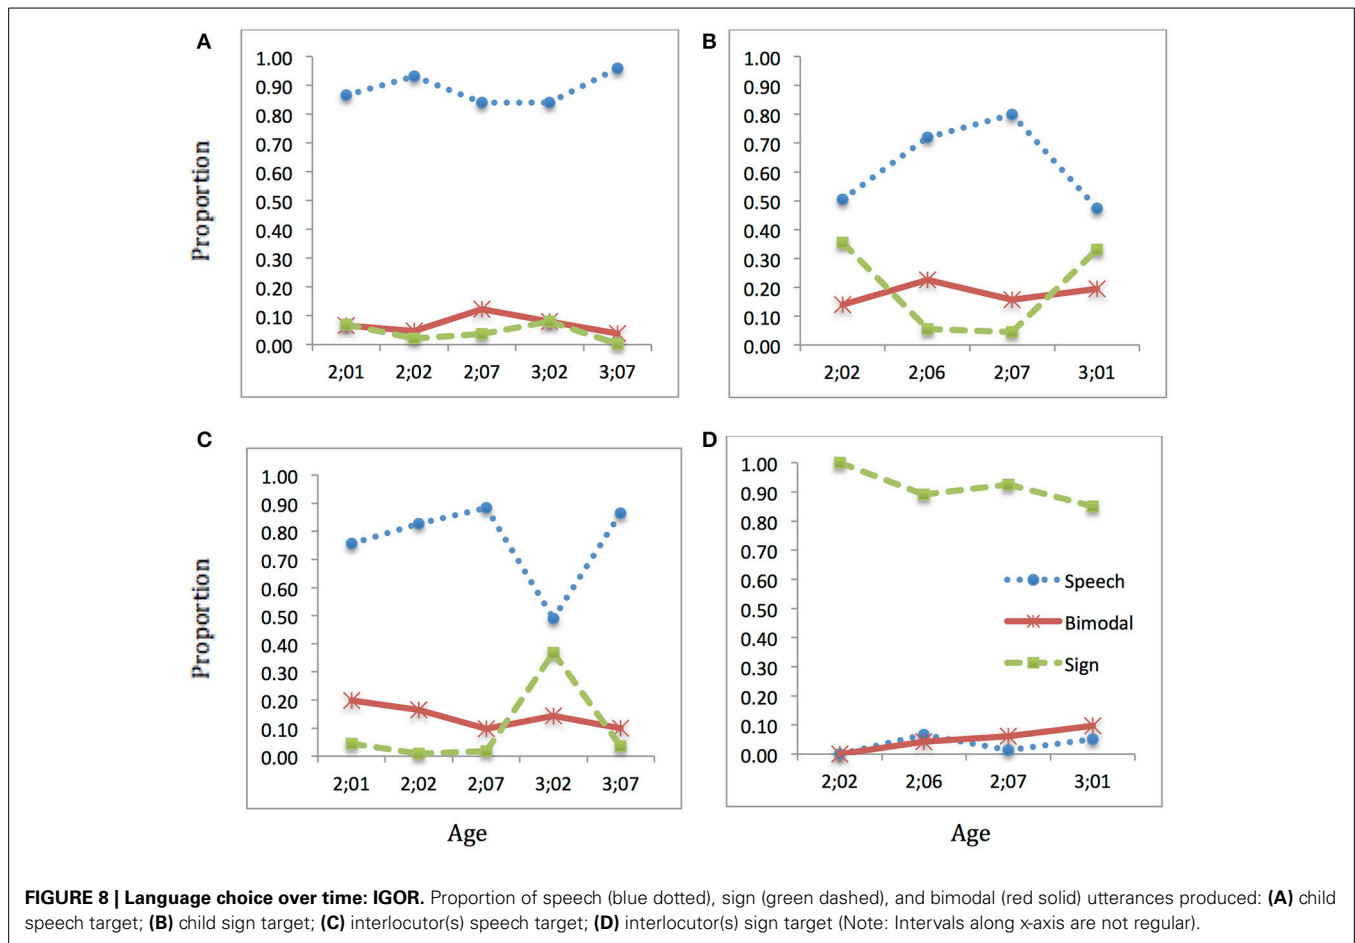 A
Proportion
1.00
0.90
0.80
0.70
0.60
0.50
0.40
0.30
0.20
0.10
0.00
2;01 2;02 2;07 3;02 3;07
B
1.00
0.90
0.80
0.70
0.60
0.50
0.40
0.30
0.20
0.10
0.00
2;02 2;06 2;07 3;01
C
Proportion
1.00
0.90
0.80
0.70
0.60
0.50
0.40
0.30
0.20
0.10
0.00
2;01 2;02 2;07 3;02 3;07
Age
D
1.00
0.90
0.80
0.70
0.60
0.50
0.40
0.30
0.20
0.10
0.00
Speech
Bimodal
Sign
2;02 2;06 2;07 3;01
Age
FIGURE 8 | Language choice over time: IGOR. Proportion of speech (blue dotted), sign (green dashed), and bimodal (red solid) utterances produced: (A) child
speech target; (B) child sign target; (C) interlocutor(s) speech target; (D) interlocutor(s) sign target (Note: Intervals along x-axis are not regular).